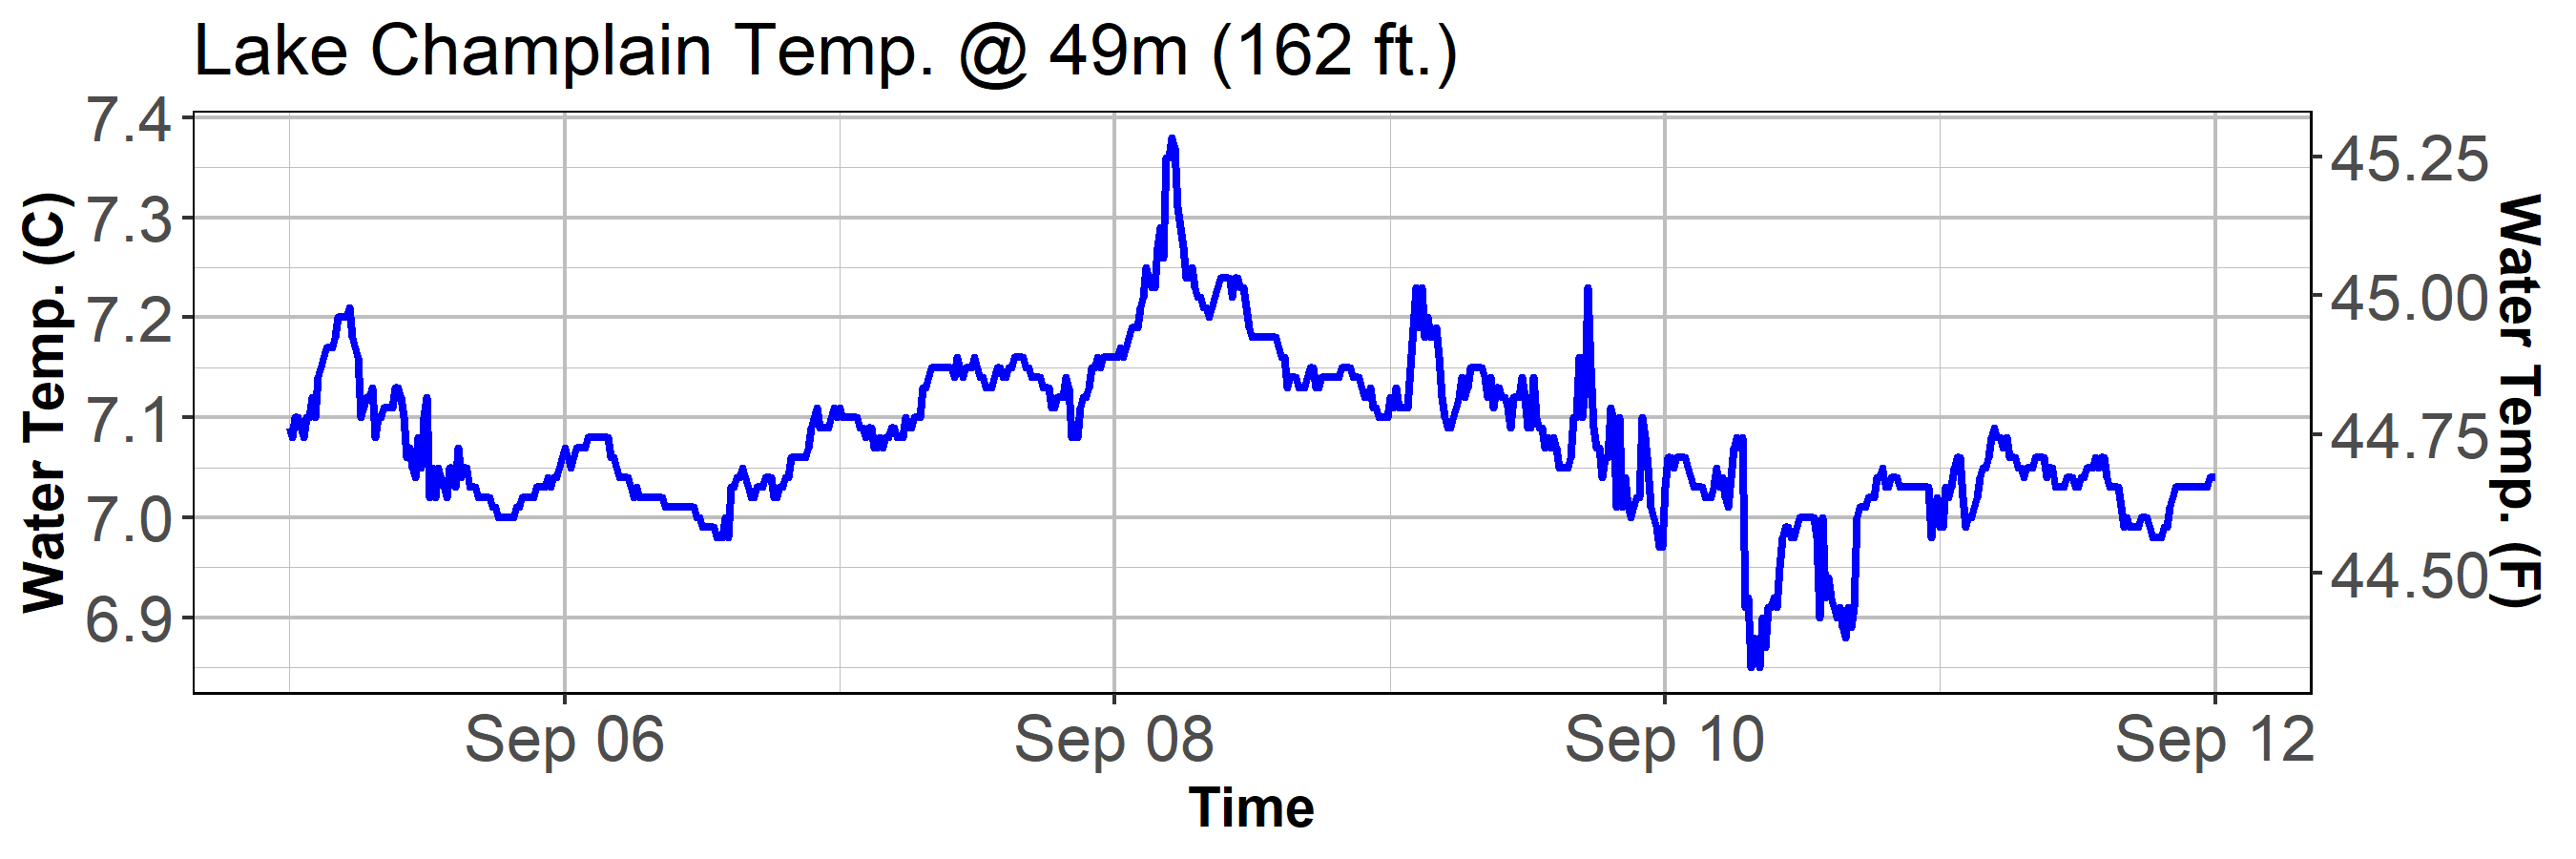 Lake Champlain Temp. @ 49m (162 ft.)
Water Temp. (C)
7.4
7.3
7.2
7.1
7.0
6.9
45.25
45.00
44.75
44.50
Water Temp. (F)
Sep 06 Sep 08 Sep 10 Sep 12
Time